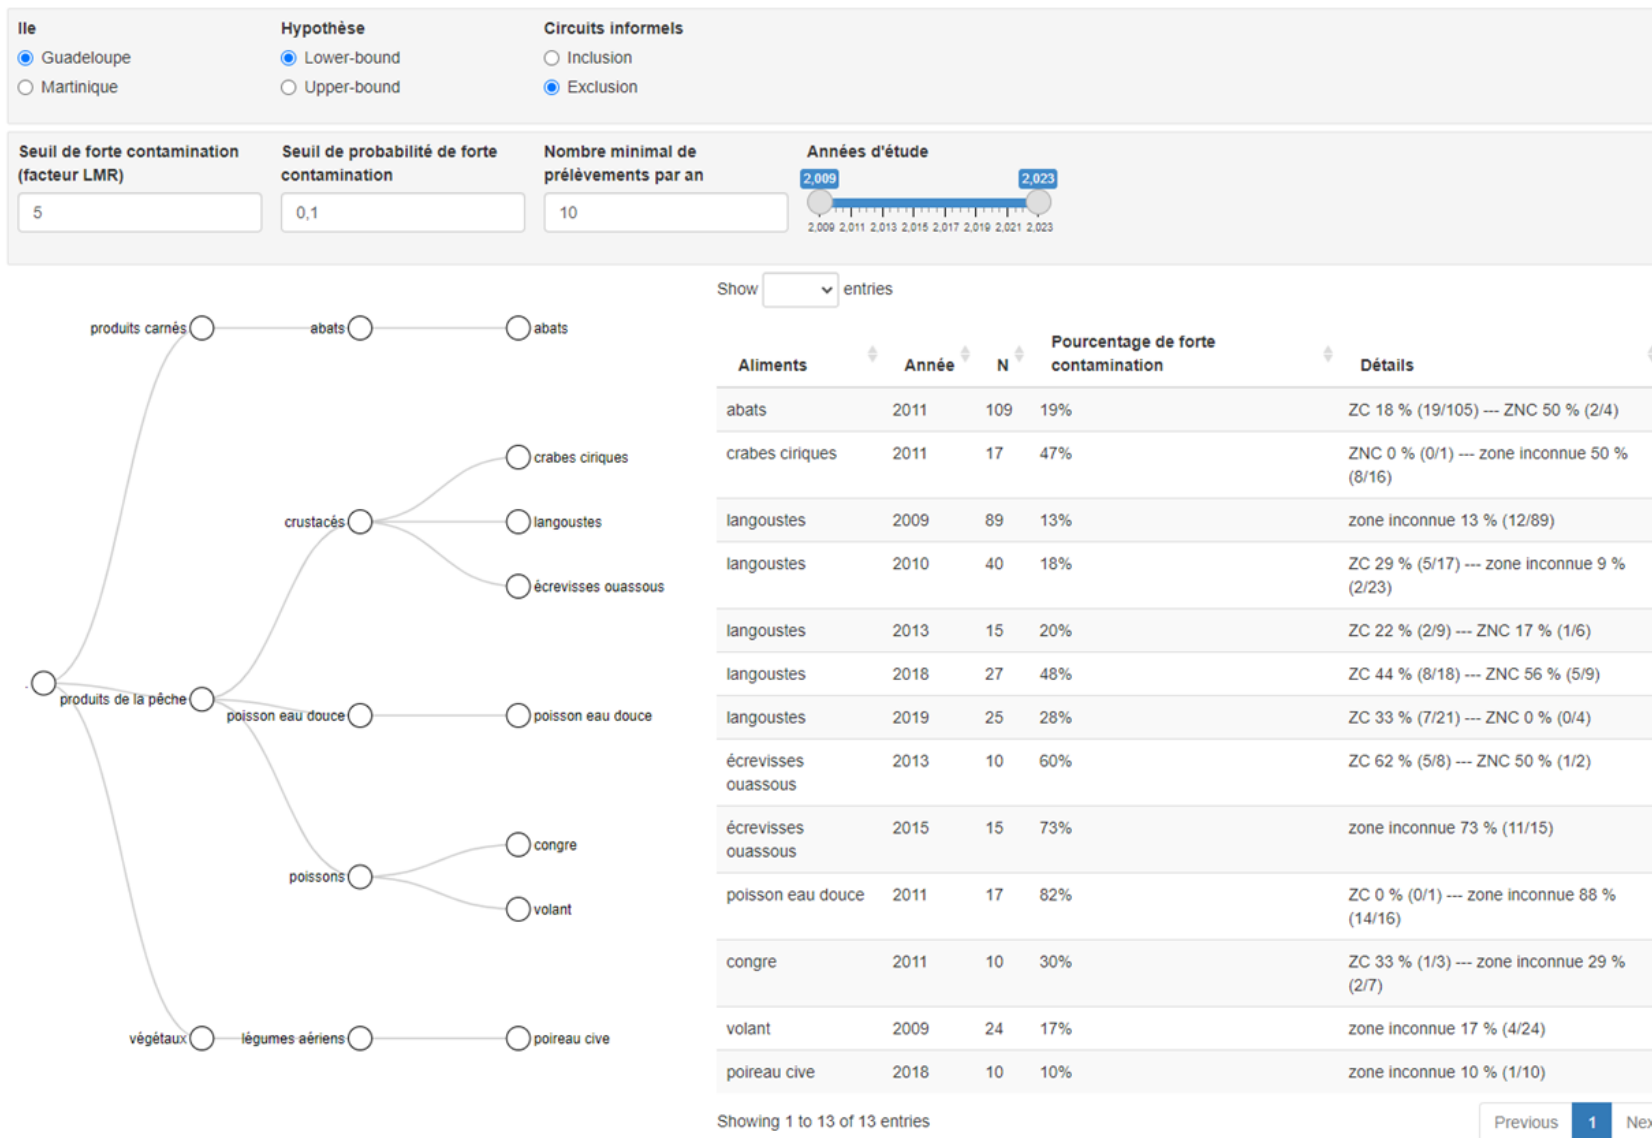 Ile
Guadeloupe
Martinique
Hypothèse
Lower-bound
Upper-bound
Circuits informels
Inclusion
Exclusion
Seuil de forte contamination
(facteur LMR)
5
Seuil de probabilité de forte
contamination
0,1
Nombre minimal de
prélèvements par an
10
Années d'étude
2,009 2,023
2,009 2,011 2,013 2,015 2,017 2,019 2,021 2,023
produits carnés abats abats
crabes ciriques
crustacés langoustes
écrevisses ouassous
.
produits de la pêche
poisson eau douce poisson eau douce
congre
poissons
volant
végétaux légumes aériens poireau cive
Show entries
Aliments Année N Pourcentage de forte
contamination Détails
abats 2011 109 19% ZC 18 % (19/105) --- ZNC 50 % (2/4)
crabes ciriques 2011 17 47% ZNC 0 % (0/1) --- zone inconnue 50 %
(8/16)
langoustes 2009 89 13% zone inconnue 13 % (12/89)
langoustes 2010 40 18% ZC 29 % (5/17) --- zone inconnue 9 %
(2/23)
langoustes 2013 15 20% ZC 22 % (2/9) --- ZNC 17 % (1/6)
langoustes 2018 27 48% ZC 44 % (8/18) --- ZNC 56 % (5/9)
langoustes 2019 25 28% ZC 33 % (7/21) --- ZNC 0 % (0/4)
écrevisses 2013 10 60% ZC 62 % (5/8) --- ZNC 50 % (1/2)
ouassous
écrevisses 2015 15 73% zone inconnue 73 % (11/15)
ouassous
poisson eau douce 2011 17 82% ZC 0 % (0/1) --- zone inconnue 88 %
(14/16)
congre 2011 10 30% ZC 33 % (1/3) --- zone inconnue 29 %
(2/7)
volant 2009 24 17% zone inconnue 17 % (4/24)
poireau cive 2018 10 10% zone inconnue 10 % (1/10)
Showing 1 to 13 of 13 entries
Previous 1 Nex